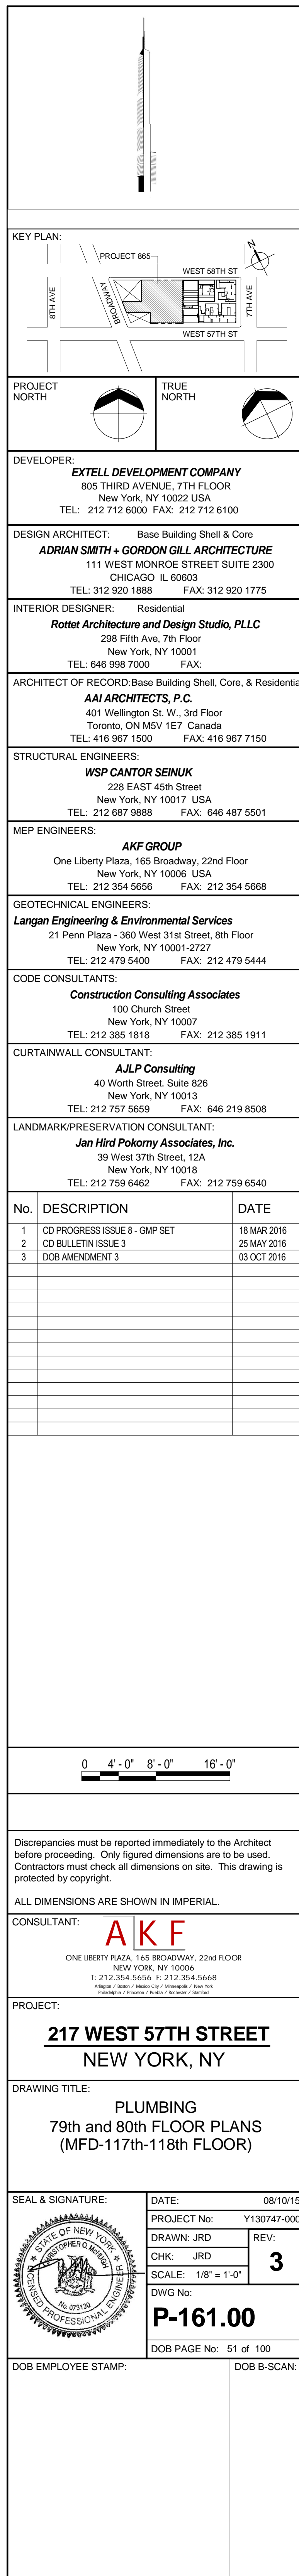 KEY PLAN:
PROJECT 865
N
WEST 58TH ST
8TH AVE
BROADWAY
7TH AVE
WEST 57TH ST
PROJECT
NORTH
TRUE
NORTH
DEVELOPER:
EXTELL DEVELOPMENT COMPANY
805 THIRD AVENUE, 7TH FLOOR
New York, NY 10022 USA
TEL: 212 712 6000 FAX: 212 712 6100
DESIGN ARCHITECT: Base Building Shell & Core
ADRIAN SMITH + GORDON GILL ARCHITECTURE
111 WEST MONROE STREET SUITE 2300
CHICAGO IL 60603
TEL: 312 920 1888 FAX: 312 920 1775
INTERIOR DESIGNER: Residential
Rottet Architecture and Design Studio, PLLC
298 Fifth Ave, 7th Floor
New York, NY 10001
TEL: 646 998 7000 FAX:
ARCHITECT OF RECORD:Base Building Shell, Core, & Residentia
AAI ARCHITECTS, P.C.
401 Wellington St. W., 3rd Floor
Toronto, ON M5V 1E7 Canada
TEL: 416 967 1500 FAX: 416 967 7150
STRUCTURAL ENGINEERS:
WSP CANTOR SEINUK
228 EAST 45th Street
New York, NY 10017 USA
TEL: 212 687 9888 FAX: 646 487 5501
MEP ENGINEERS:
AKF GROUP
One Liberty Plaza, 165 Broadway, 22nd Floor
New York, NY 10006 USA
TEL: 212 354 5656 FAX: 212 354 5668
GEOTECHNICAL ENGINEERS:
Langan Engineering & Environmental Services
21 Penn Plaza - 360 West 31st Street, 8th Floor
New York, NY 10001-2727
TEL: 212 479 5400 FAX: 212 479 5444
CODE CONSULTANTS:
Construction Consulting Associates
100 Church Street
New York, NY 10007
TEL: 212 385 1818 FAX: 212 385 1911
CURTAINWALL CONSULTANT:
AJLP Consulting
40 Worth Street. Suite 826
New York, NY 10013
TEL: 212 757 5659 FAX: 646 219 8508
LANDMARK/PRESERVATION CONSULTANT:
Jan Hird Pokorny Associates, Inc.
39 West 37th Street, 12A
New York, NY 10018
TEL: 212 759 6462 FAX: 212 759 6540
No. DESCRIPTION DATE
1 CD PROGRESS ISSUE 8 - GMP SET 18 MAR 2016
2 CD BULLETIN ISSUE 3 25 MAY 2016
3 DOB AMENDMENT 3 03 OCT 2016
0 4' - 0" 8' - 0" 16' - 0"
Discrepancies must be reported immediately to the Architect
before proceeding. Only figured dimensions are to be used.
Contractors must check all dimensions on site. This drawing is
protected by copyright.
ALL DIMENSIONS ARE SHOWN IN IMPERIAL.
CONSULTANT:
AKF
ONE LIBERTY PLAZA, 165 BROADWAY, 22nd FLOOR
NEW YORK, NY 10006
T: 212.354.5656 F: 212.354.5668
Arlington / Boston / Mexico City / Minneapolis / New York
Philadelphia / Princeton / Puebla / Rochester / Stamford
PROJECT:
217 WEST 57TH STREET
NEW YORK, NY
DRAWING TITLE:
PLUMBING
79th and 80th FLOOR PLANS
(MFD-117th-118th FLOOR)
SEAL & SIGNATURE:
STATE OF NEW YORK
No. 073130
LICENSED PROFESSIONAL ENGINEER
DATE: 08/10/15
PROJECT No: Y130747-000
DRAWN: JRD
CHK: JRD
SCALE: 1/8" = 1'-0"
REV:
3
DWG No:
P-161.00
DOB PAGE No: 51 of 100
DOB EMPLOYEE STAMP:
DOB B-SCAN: